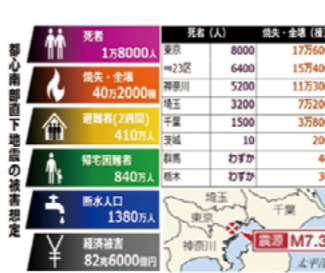 都心南部直下地震の被害想定
死者
1万8000人
焼失・全壊
40万2000棟
避難者(2週間)
410万人
帰宅困難者
840万人
断水人口
1380万人
経済被害
82兆6000億円
死者(人) 焼失・全壊(棟)
東京 8000 17万60
⇒23区 6400 15万40
神奈川 5200 11万30
埼玉 3200 7万20
千葉 1500 3万80
茨城 10 20
群馬 わずか 4
栃木 わずか 3
埼玉
千葉
東京
神奈川
震源 M7.3
太平